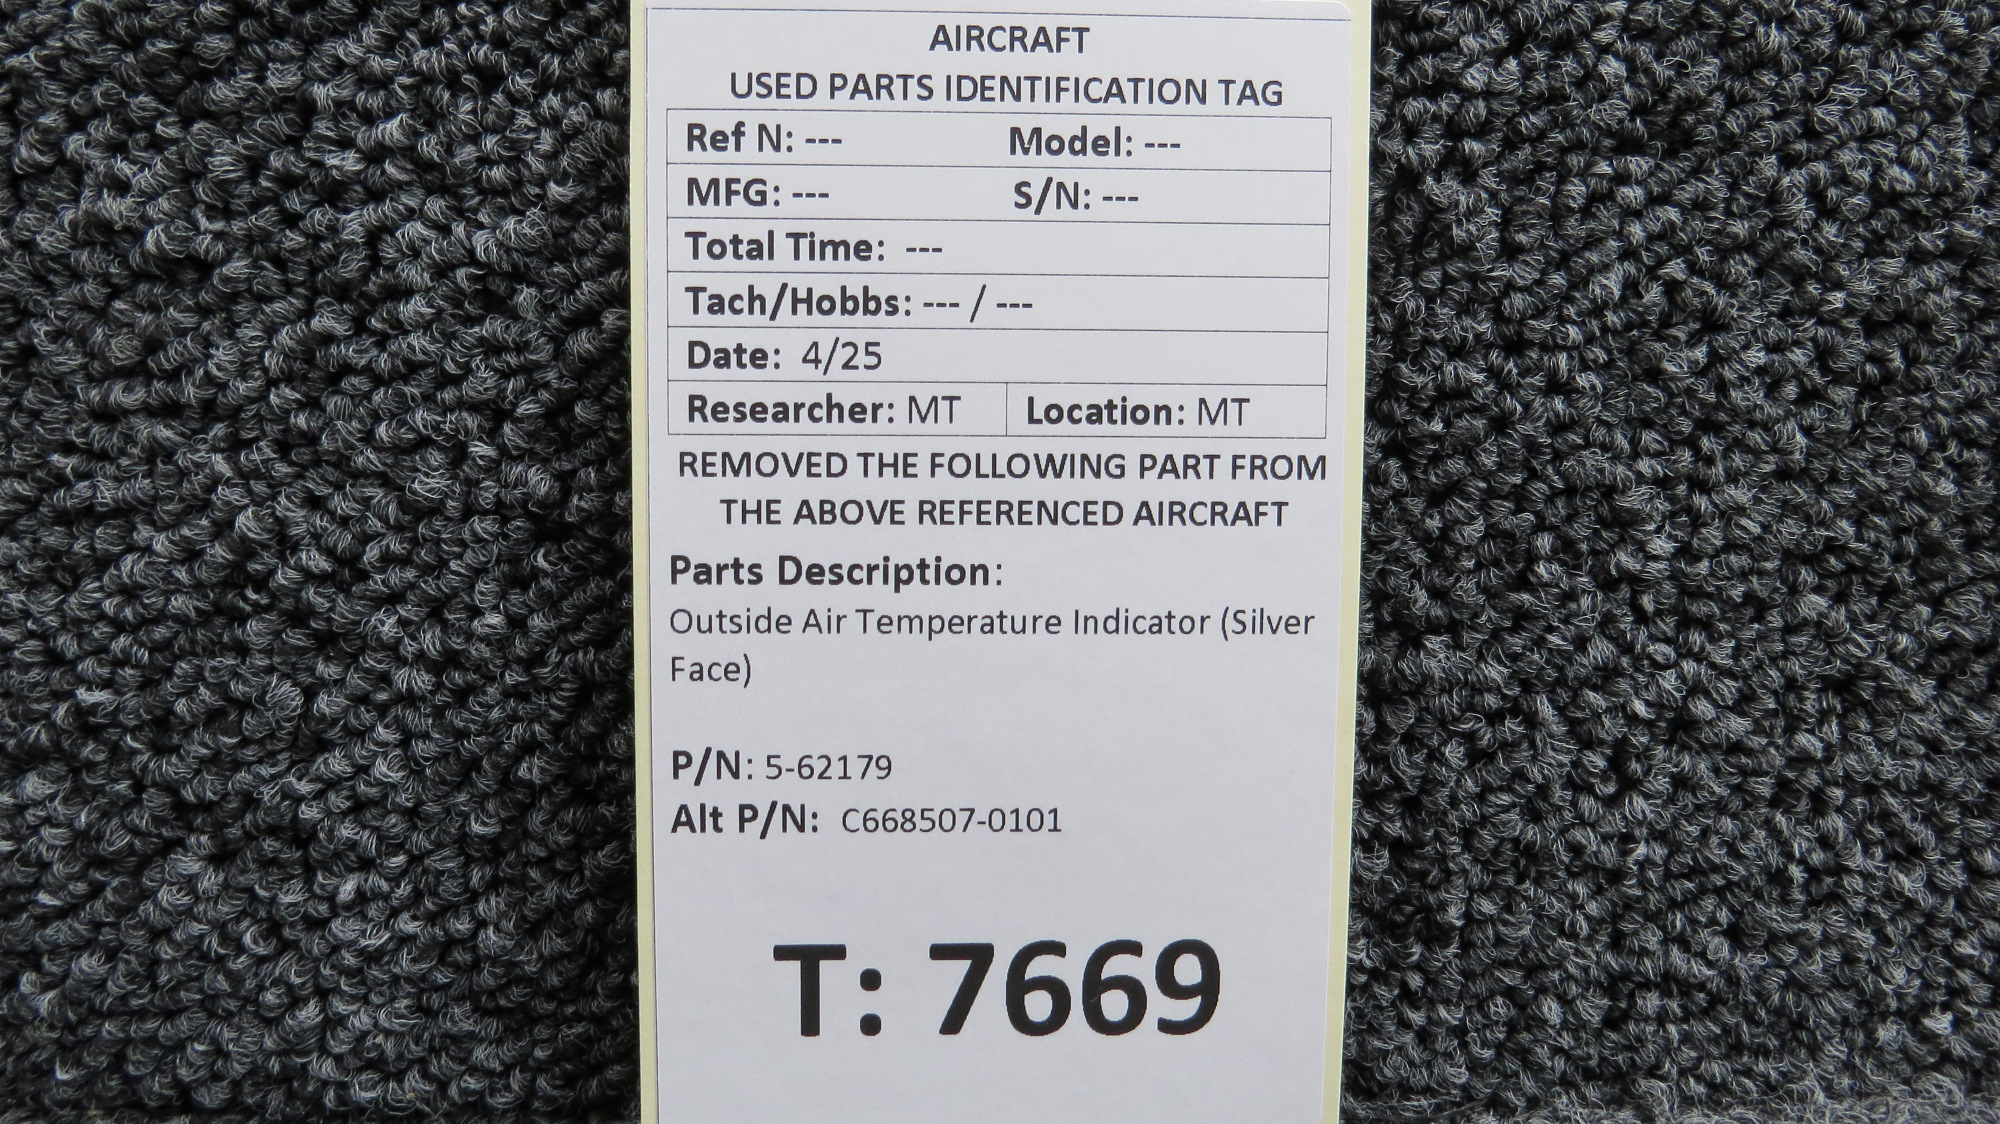 AIRCRAFT
USED PARTS IDENTIFICATION TAG
Ref N: --- Model: ---
MFG: --- S/N: ---
Total Time: ---
Tach/Hobbs: --- / ---
Date: 4/25
Researcher: MT Location: MT
REMOVED THE FOLLOWING PART FROM
THE ABOVE REFERENCED AIRCRAFT
Parts Description:
Outside Air Temperature Indicator (Silver
Face)
P/N: 5-62179
Alt P/N: C668507-0101
T: 7669